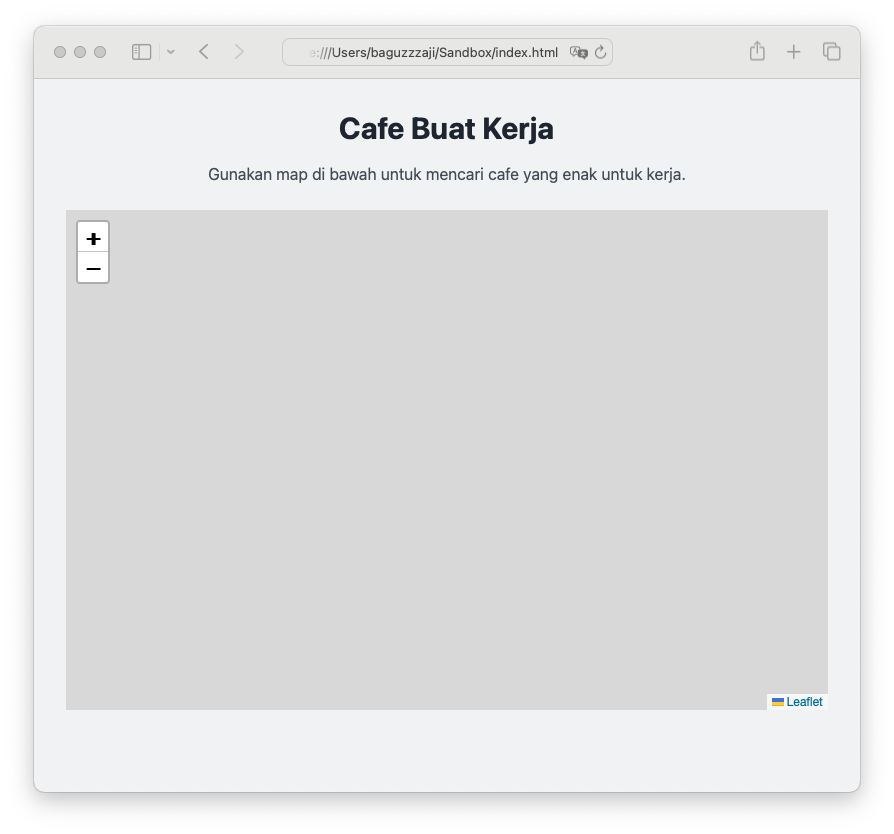 e:///Users/baguzzzaji/Sandbox/index.html
Cafe Buat Kerja
Gunakan map di bawah untuk mencari cafe yang enak untuk kerja.
+
−
Leaflet